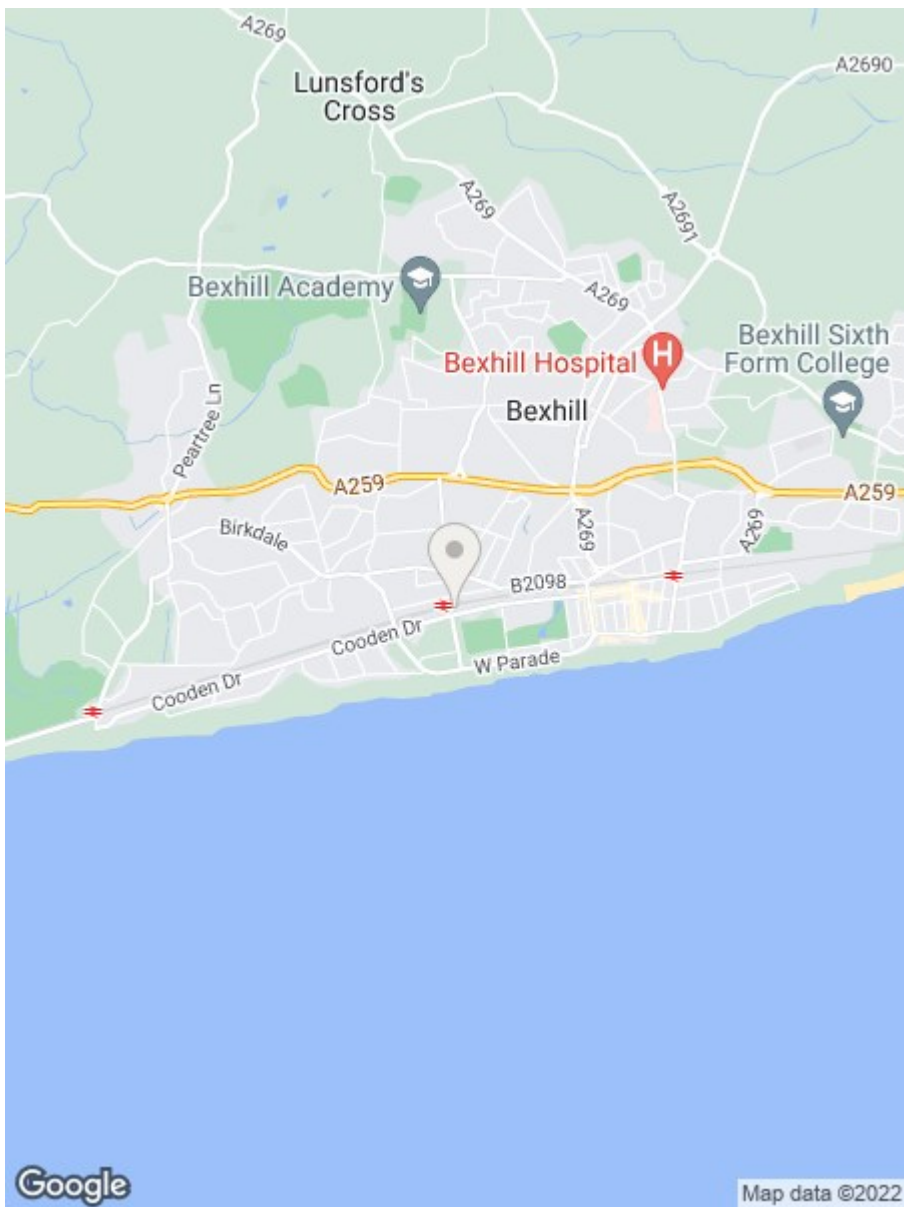 A269
A2690
Lunsford's
Cross
A269
A2691
Bexhill Academy
A269
Bexhill Hospital
H
Bexhill Sixth
Form College
Bexhill
Peartree Ln
A259
A259
Birkdale
A269
A269
B2098
Cooden Dr
W Parade
Cooden Dr
Google
Map data ©2022